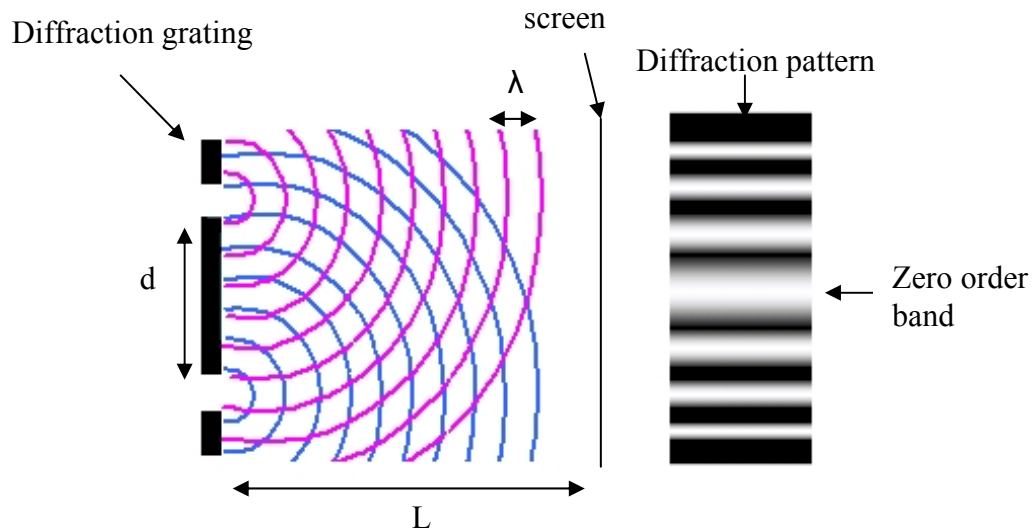 screen
Diffraction grating
Diffraction pattern
λ
d
Zero order
band
L